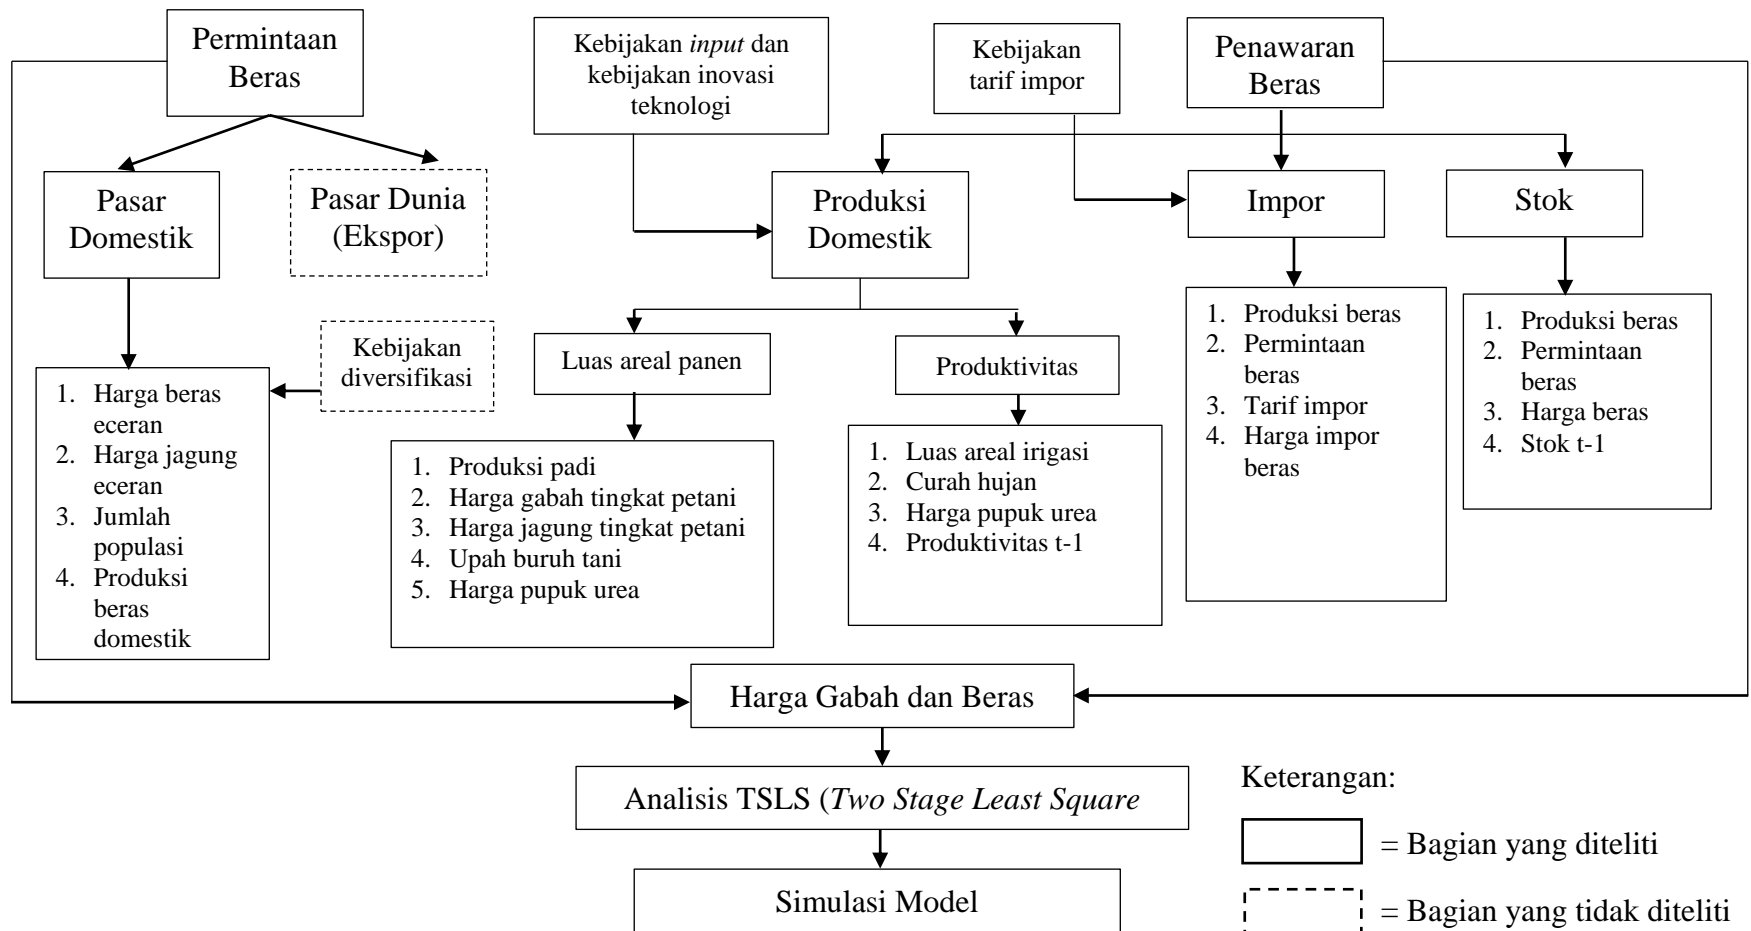 Permintaan
Beras
Kebijakan input dan
kebijakan inovasi
teknologi
Kebijakan
tarif impor
Penawaran
Beras
Pasar
Domestik
Pasar Dunia
(Ekspor)
Produksi
Domestik
Impor
Stok
Kebijakan
diversifikasi
Luas areal panen
Produktivitas
1. Harga beras
eceran
2. Harga jagung
eceran
3. Jumlah
populasi
4. Produksi
beras
domestik
1. Produksi padi
2. Harga gabah tingkat petani
3. Harga jagung tingkat petani
4. Upah buruh tani
5. Harga pupuk urea
1. Luas areal irigasi
2. Curah hujan
3. Harga pupuk urea
4. Produktivitas t-1
1. Produksi beras
2. Permintaan
beras
3. Tarif impor
4. Harga impor
beras
1. Produksi beras
2. Permintaan
beras
3. Harga beras
4. Stok t-1
Harga Gabah dan Beras
Analisis TSLS (Two Stage Least Square
Simulasi Model
Keterangan:
= Bagian yang diteliti
= Bagian yang tidak diteliti